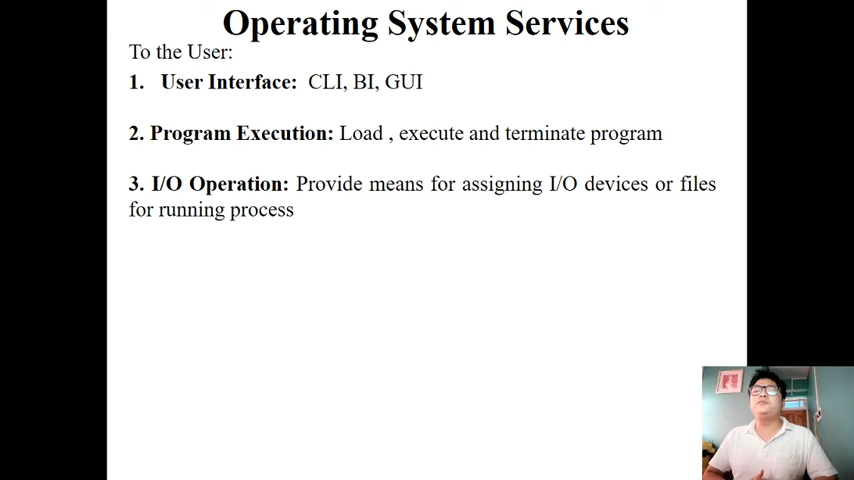 Operating System Services
To the User:
1. User Interface: CLI, BI, GUI
2. Program Execution: Load , execute and terminate program
3. I/O Operation: Provide means for assigning I/O devices or files
for running process